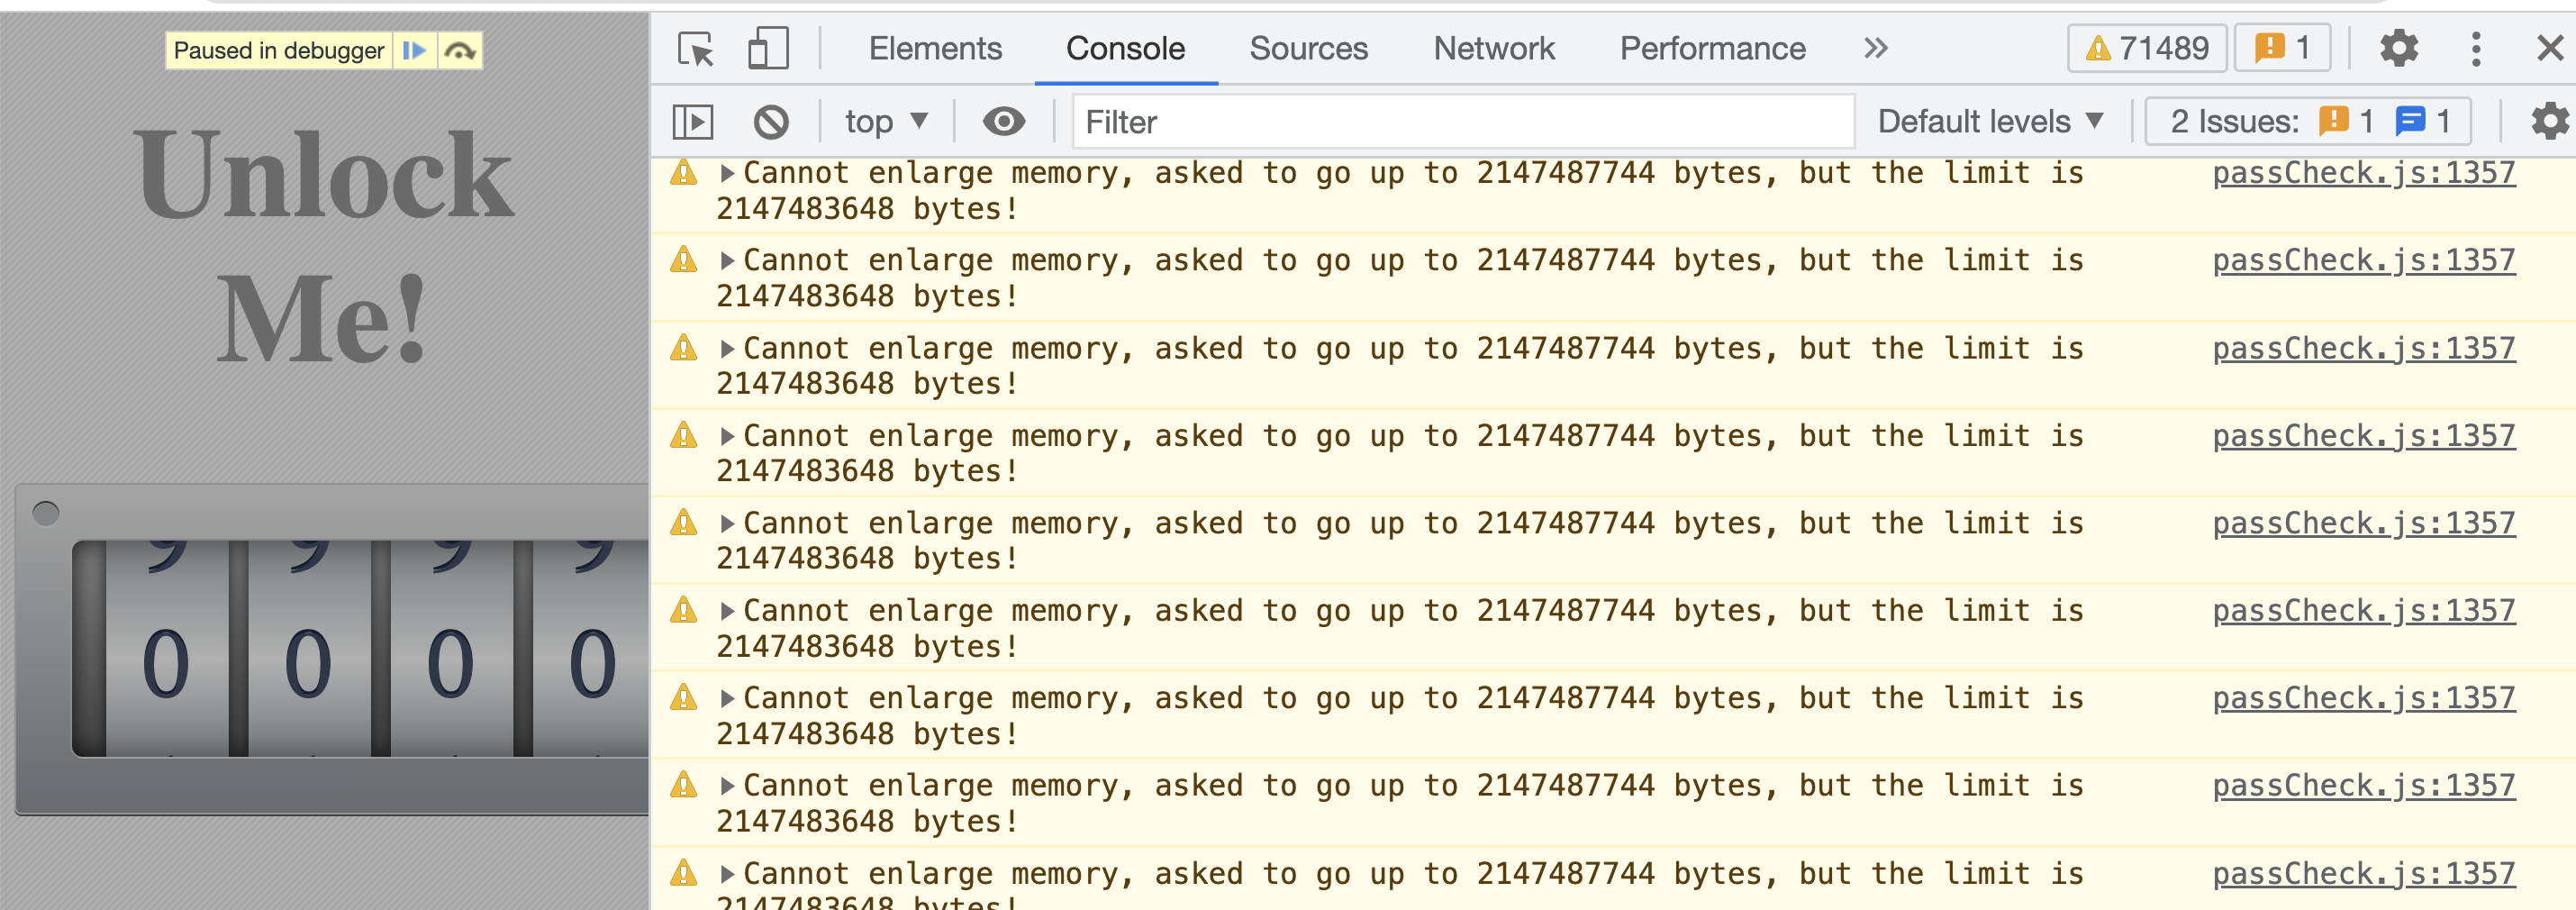 Paused in debugger
Unlock
Me!
9 9 9 9
0 0 0 0
Elements Console Sources Network Performance » 71489 1
top Filter Default levels 2 Issues: 1 1
Cannot enlarge memory, asked to go up to 2147487744 bytes, but the limit is passCheck.js:1357
2147483648 bytes!
Cannot enlarge memory, asked to go up to 2147487744 bytes, but the limit is passCheck.js:1357
2147483648 bytes!
Cannot enlarge memory, asked to go up to 2147487744 bytes, but the limit is passCheck.js:1357
2147483648 bytes!
Cannot enlarge memory, asked to go up to 2147487744 bytes, but the limit is passCheck.js:1357
2147483648 bytes!
Cannot enlarge memory, asked to go up to 2147487744 bytes, but the limit is passCheck.js:1357
2147483648 bytes!
Cannot enlarge memory, asked to go up to 2147487744 bytes, but the limit is passCheck.js:1357
2147483648 bytes!
Cannot enlarge memory, asked to go up to 2147487744 bytes, but the limit is passCheck.js:1357
2147483648 bytes!
Cannot enlarge memory, asked to go up to 2147487744 bytes, but the limit is passCheck.js:1357
2147483648 bytes!
Cannot enlarge memory, asked to go up to 2147487744 bytes, but the limit is passCheck.js:1357
2147483648 bytes!